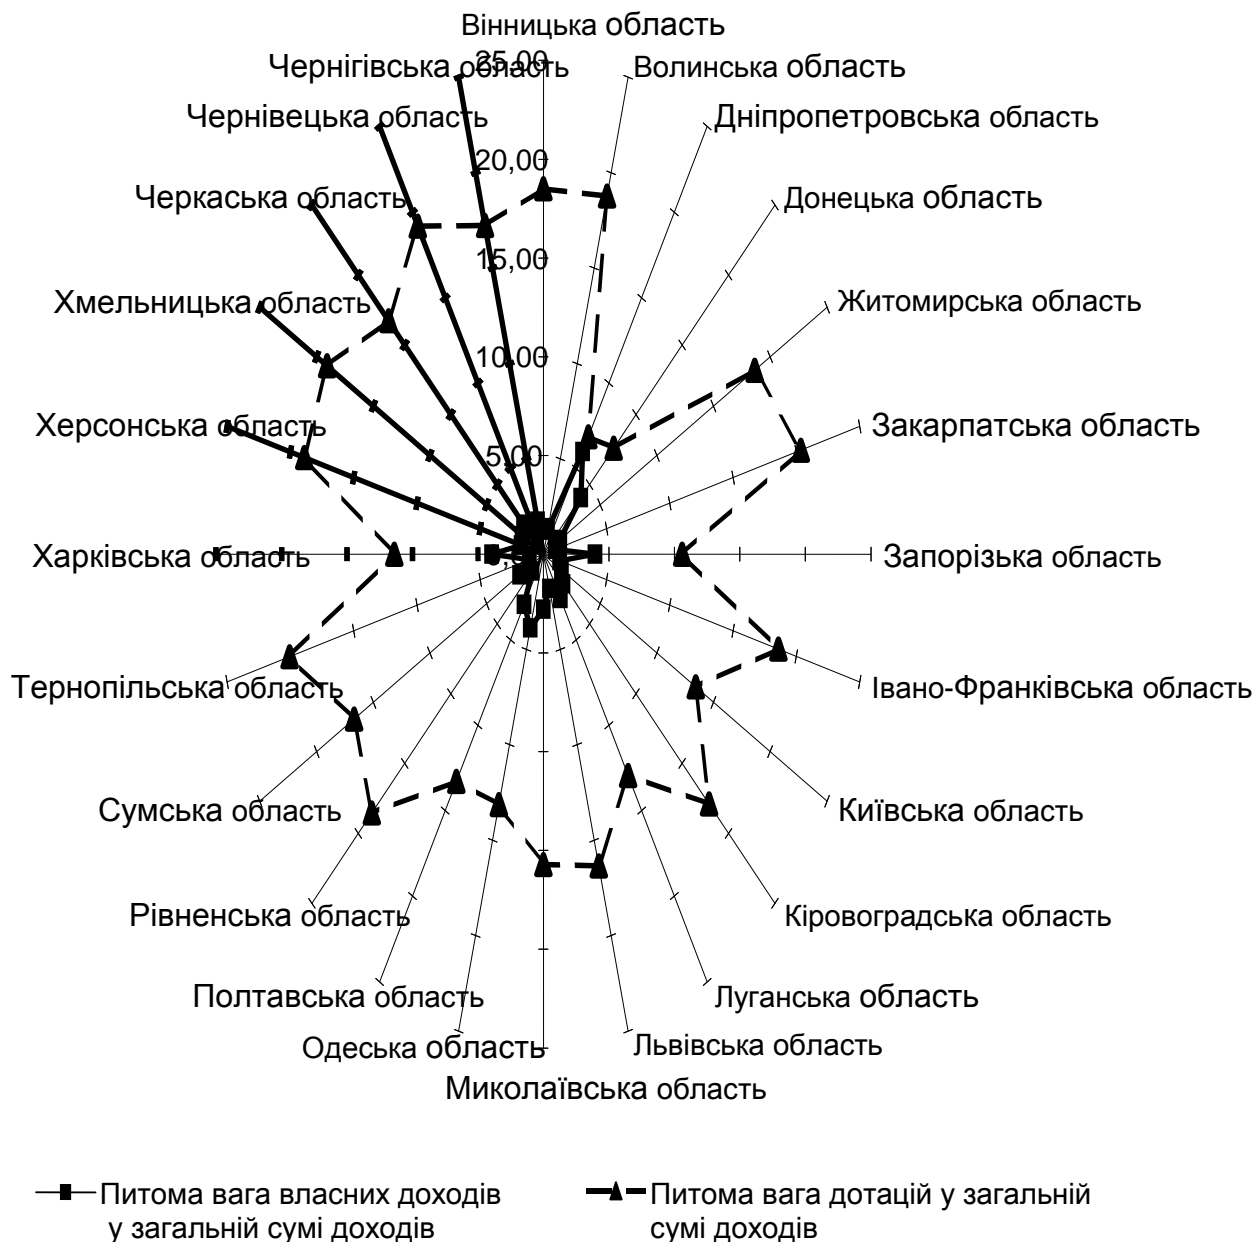 Вінницька область
Чернігівська область
25,00
Волинська область
Чернівецька область
Дніпропетровська область
20,00
Черкаська область
Донецька область
15,00
Хмельницька область
Житомирська область
10,00
Херсонська область
Закарпатська область
5,00
Харківська область
Запорізька область
Тернопільська область
Івано-Франківська область
Сумська область
Київська область
Рівненська область
Кіровоградська область
Полтавська область
Луганська область
Одеська область
Львівська область
Миколаївська область
Питома вага власних доходів
у загальній сумі доходів
Питома вага дотацій у загальній
сумі доходів